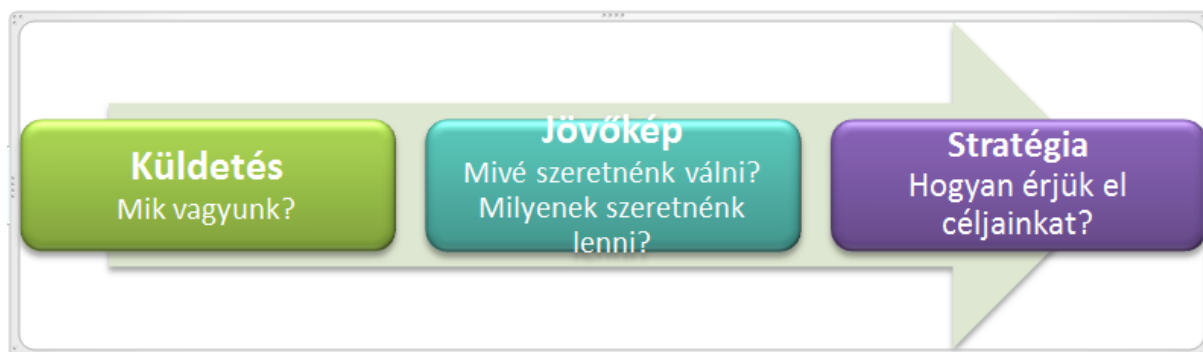 Küldetés
Mik vagyunk?
Jövőkép
Mivé szeretnénk válni?
Milyenek szeretnénk
lenni?
Stratégia
Hogyan érjük el
céljainkat?